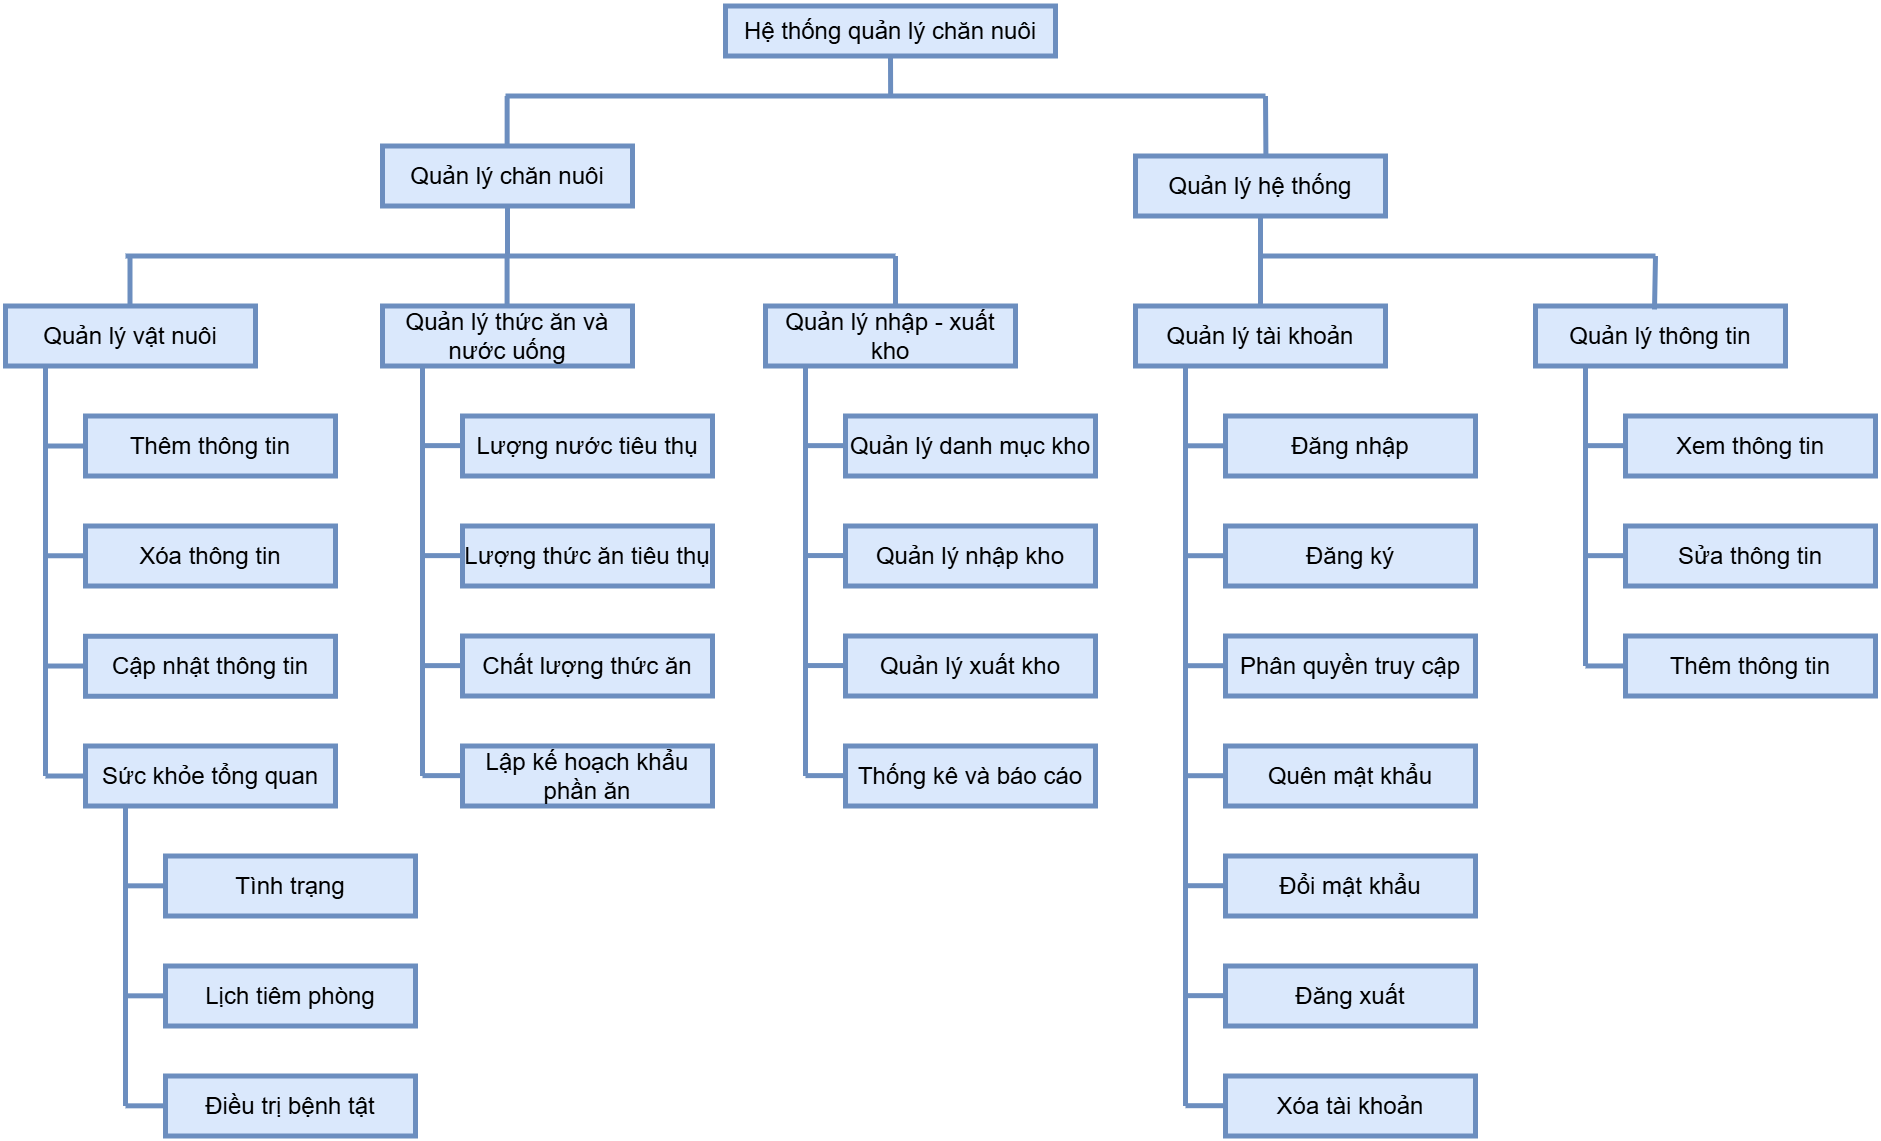 Hệ thống quản lý chăn nuôi
Quản lý chăn nuôi
Quản lý hệ thống
Quản lý vật nuôi
Quản lý thức ăn và
nước uống
Quản lý nhập - xuất
kho
Quản lý tài khoản
Quản lý thông tin
Thêm thông tin
Lượng nước tiêu thụ
Quản lý danh mục kho
Đăng nhập
Xem thông tin
Xóa thông tin
Lượng thức ăn tiêu thụ
Quản lý nhập kho
Đăng ký
Sửa thông tin
Cập nhật thông tin
Chất lượng thức ăn
Quản lý xuất kho
Phân quyền truy cập
Thêm thông tin
Sức khỏe tổng quan
Lập kế hoạch khẩu
phần ăn
Thống kê và báo cáo
Quên mật khẩu
Tình trạng
Đổi mật khẩu
Lịch tiêm phòng
Đăng xuất
Điều trị bệnh tật
Xóa tài khoản